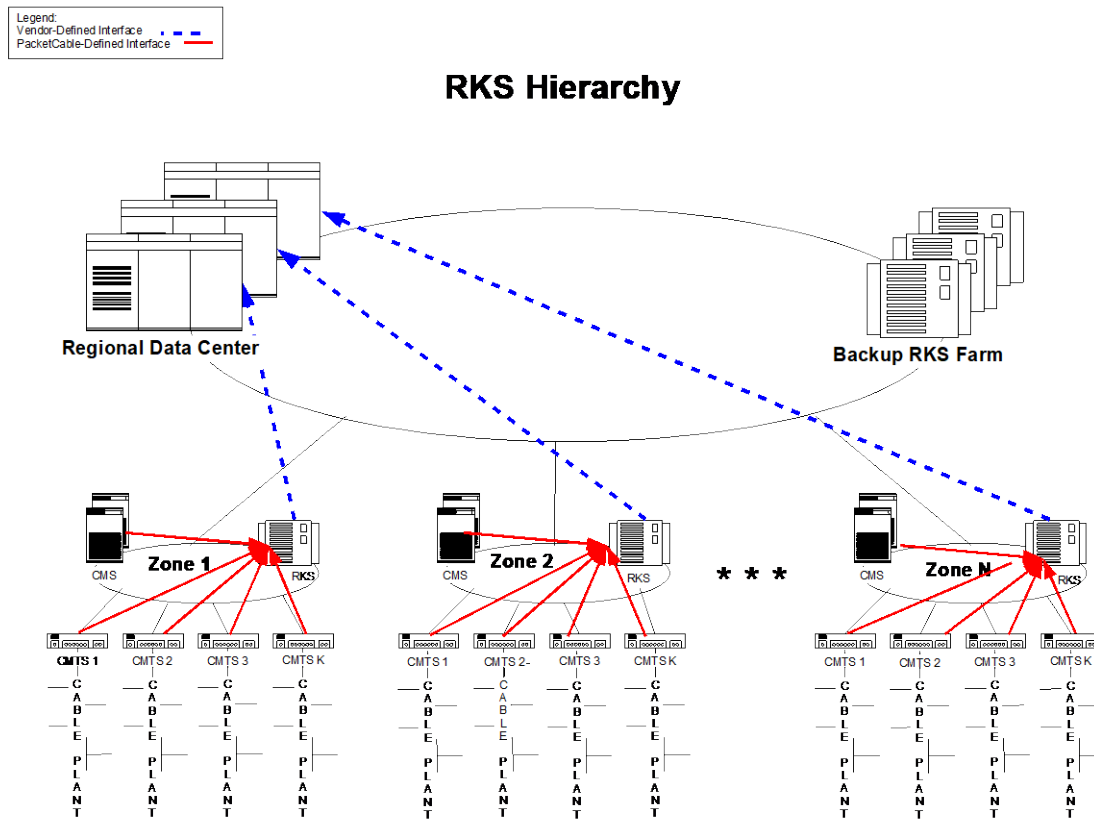 Legend:
Vendor-Defined Interface
PacketCable-Defined Interface
RKS Hierarchy
Regional Data Center
Backup RKS Farm
CMS
Zone 1
RKS
CMS
Zone 2
RKS
* * *
CMS
Zone N
RKS
CMTS 1
CMTS 2
CMTS 3
CMTS K
CMTS 1
CMTS 2-
CMTS 3
CMTS K
CMTS 1
CMTS 2
CMTS 3
CMTS K
CABLE PLANT
CABLE PLANT
CABLE PLANT
CABLE PLANT
CABLE PLANT
CABLE PLANT
CABLE PLANT
CABLE PLANT
CABLE PLANT
CABLE PLANT
CABLE PLANT
CABLE PLANT